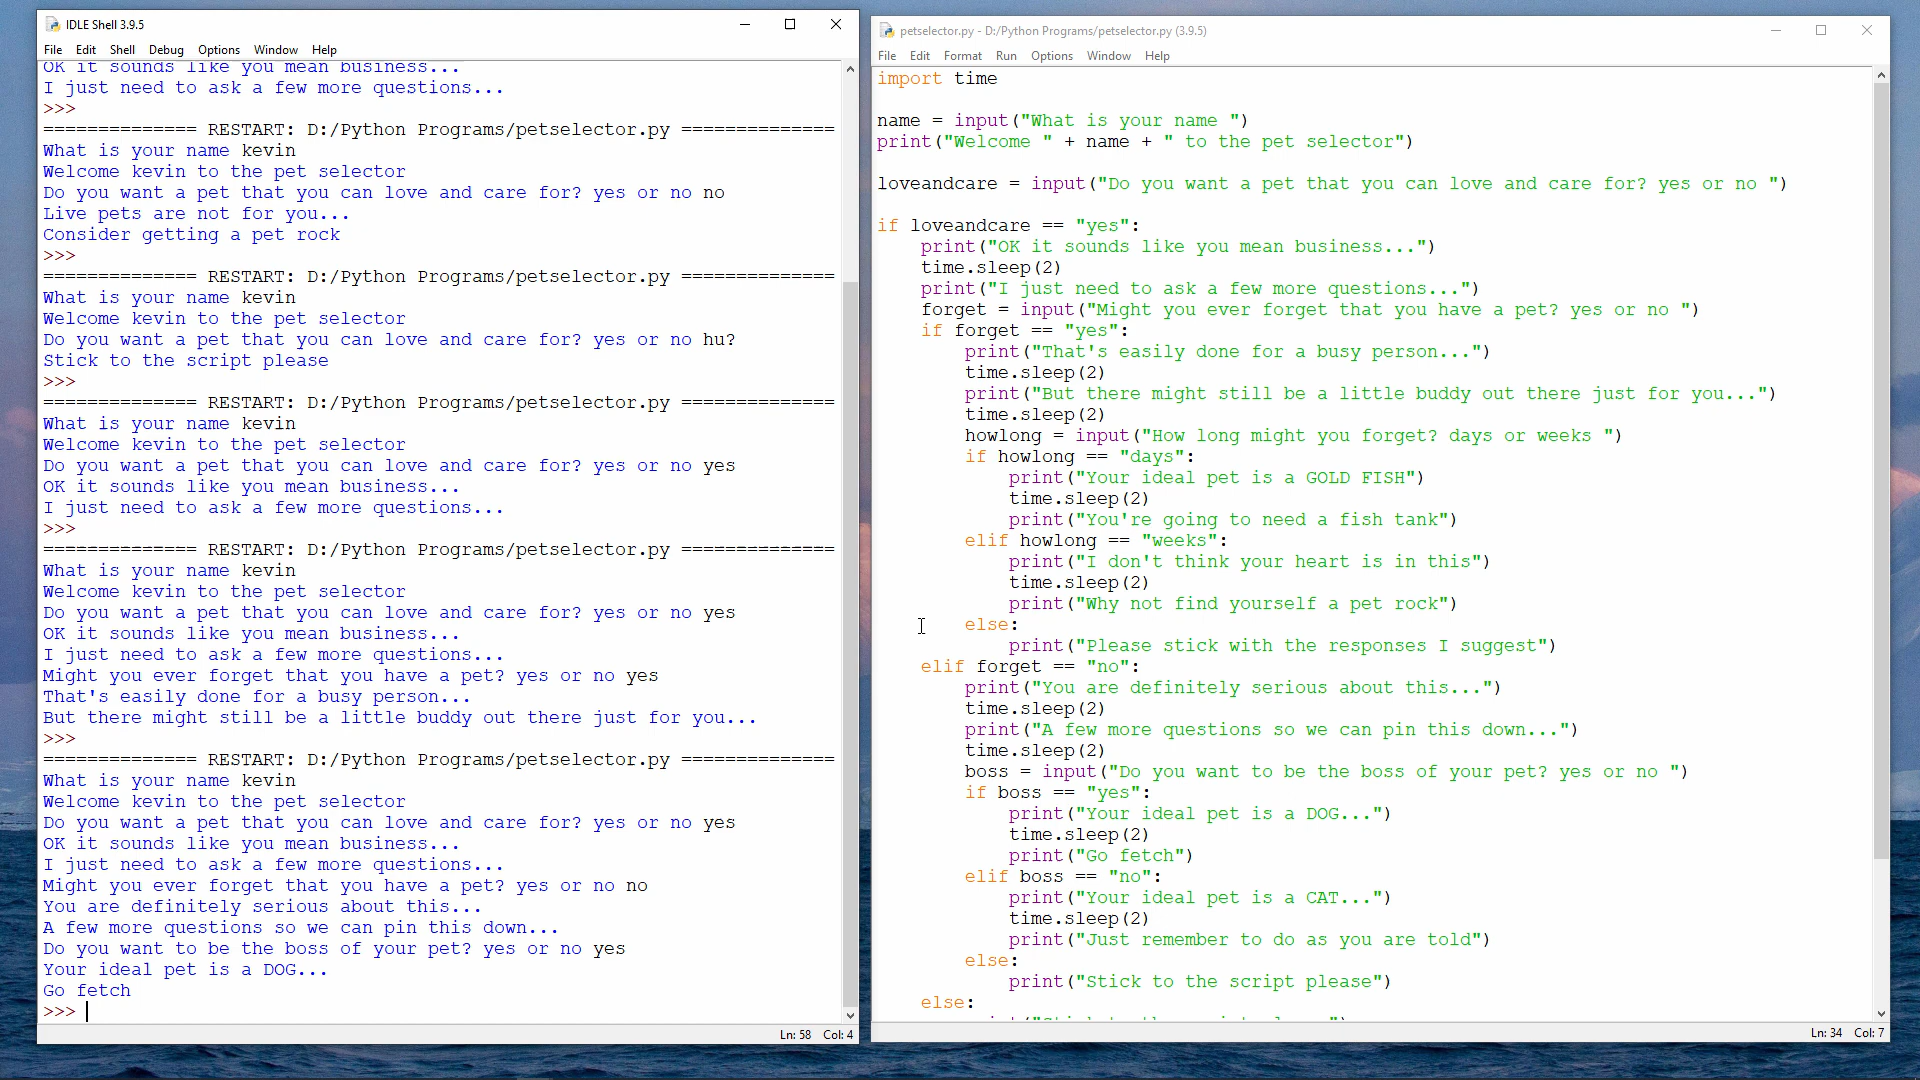 IDLE Shell 3.9.5
File Edit Shell Debug Options Window Help
OK it sounds like you mean business...
I just need to ask a few more questions...
>>>
============== RESTART: D:/Python Programs/petselector.py ==============
What is your name kevin
Welcome kevin to the pet selector
Do you want a pet that you can love and care for? yes or no no
Live pets are not for you...
Consider getting a pet rock
>>>
============== RESTART: D:/Python Programs/petselector.py ==============
What is your name kevin
Welcome kevin to the pet selector
Do you want a pet that you can love and care for? yes or no hu?
Stick to the script please
>>>
============== RESTART: D:/Python Programs/petselector.py ==============
What is your name kevin
Welcome kevin to the pet selector
Do you want a pet that you can love and care for? yes or no yes
OK it sounds like you mean business...
I just need to ask a few more questions...
>>>
============== RESTART: D:/Python Programs/petselector.py ==============
What is your name kevin
Welcome kevin to the pet selector
Do you want a pet that you can love and care for? yes or no yes
OK it sounds like you mean business...
I just need to ask a few more questions...
Might you ever forget that you have a pet? yes or no yes
That's easily done for a busy person...
But there might still be a little buddy out there just for you...
>>>
============== RESTART: D:/Python Programs/petselector.py ==============
What is your name kevin
Welcome kevin to the pet selector
Do you want a pet that you can love and care for? yes or no yes
OK it sounds like you mean business...
I just need to ask a few more questions...
Might you ever forget that you have a pet? yes or no no
You are definitely serious about this...
A few more questions so we can pin this down...
Do you want to be the boss of your pet? yes or no yes
Your ideal pet is a DOG...
Go fetch
>>>
Ln: 58 Col: 4
petselector.py - D:/Python Programs/petselector.py (3.9.5)
File Edit Format Run Options Window Help
import time
name = input("What is your name ")
print("Welcome " + name + " to the pet selector")
loveandcare = input("Do you want a pet that you can love and care for? yes or no ")
if loveandcare == "yes":
    print("OK it sounds like you mean business...")
    time.sleep(2)
    print("I just need to ask a few more questions...")
    forget = input("Might you ever forget that you have a pet? yes or no ")
    if forget == "yes":
        print("That's easily done for a busy person...")
        time.sleep(2)
        print("But there might still be a little buddy out there just for you...")
        time.sleep(2)
        howlong = input("How long might you forget? days or weeks ")
        if howlong == "days":
            print("Your ideal pet is a GOLD FISH")
            time.sleep(2)
            print("You're going to need a fish tank")
        elif howlong == "weeks":
            print("I don't think your heart is in this")
            time.sleep(2)
            print("Why not find yourself a pet rock")
        else:
            print("Please stick with the responses I suggest")
    elif forget == "no":
        print("You are definitely serious about this...")
        time.sleep(2)
        print("A few more questions so we can pin this down...")
        time.sleep(2)
        boss = input("Do you want to be the boss of your pet? yes or no ")
        if boss == "yes":
            print("Your ideal pet is a DOG...")
            time.sleep(2)
            print("Go fetch")
        elif boss == "no":
            print("Your ideal pet is a CAT...")
            time.sleep(2)
            print("Just remember to do as you are told")
        else:
            print("Stick to the script please")
    else:
Ln: 34 Col: 7